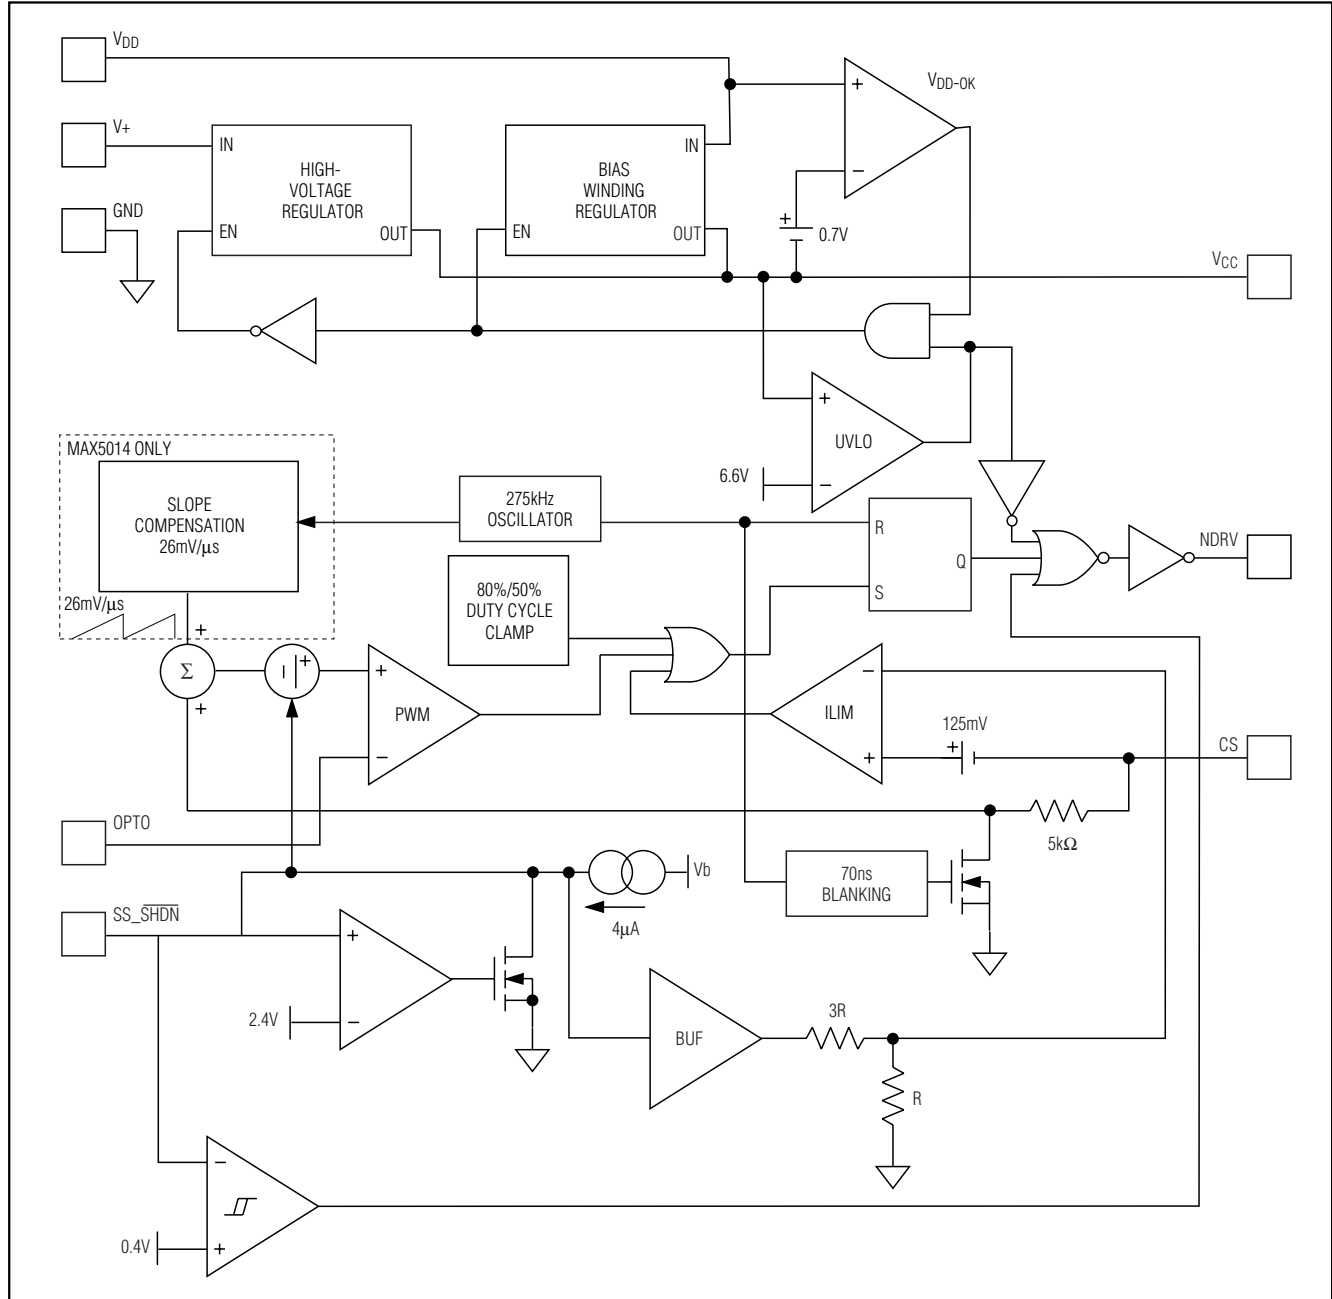 VDD
VDD-OK
V+
IN
HIGH-
VOLTAGE
REGULATOR
EN
OUT
BIAS
WINDING
REGULATOR
IN
EN
OUT
+
−
+
0.7V
GND
VCC
MAX5014 ONLY
SLOPE
COMPENSATION
26mV/μs
26mV/μs
275kHz
OSCILLATOR
+
UVLO
−
6.6V
R
Q
S
NDRV
80%/50%
DUTY CYCLE
CLAMP
+
Σ
+
+
+
PWM
−
−
ILIM
+
125mV
+
CS
5kΩ
OPTO
70ns
BLANKING
Vb
4μA
SS_SHDN
+
−
2.4V
BUF
3R
R
−
+
0.4V